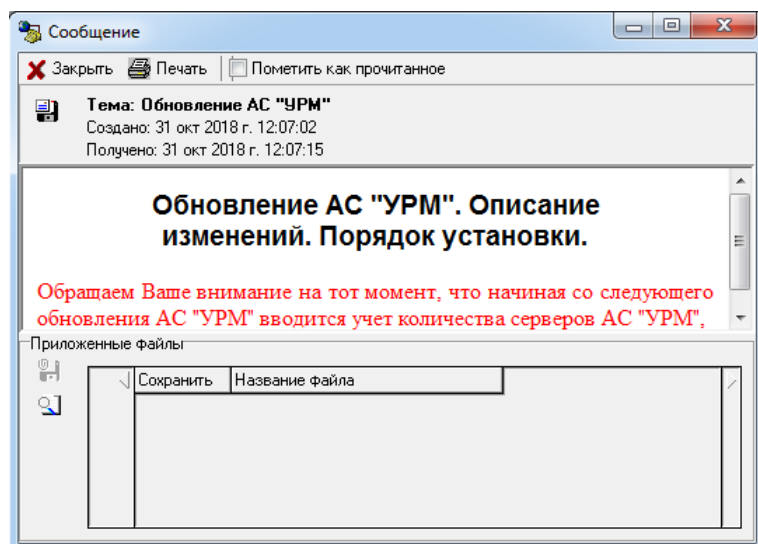 Сообщение
Закрыть Печать Пометить как прочитанное
Тема: Обновление АС "УРМ"
Создано: 31 окт 2018 г. 12:07:02
Получено: 31 окт 2018 г. 12:07:15
Обновление АС "УРМ". Описание
изменений. Порядок установки.
Обращаем Ваше внимание на тот момент, что начиная со следующего
обновления АС "УРМ" вводится учет количества серверов АС "УРМ",
Приложенные файлы
Сохранить Название файла